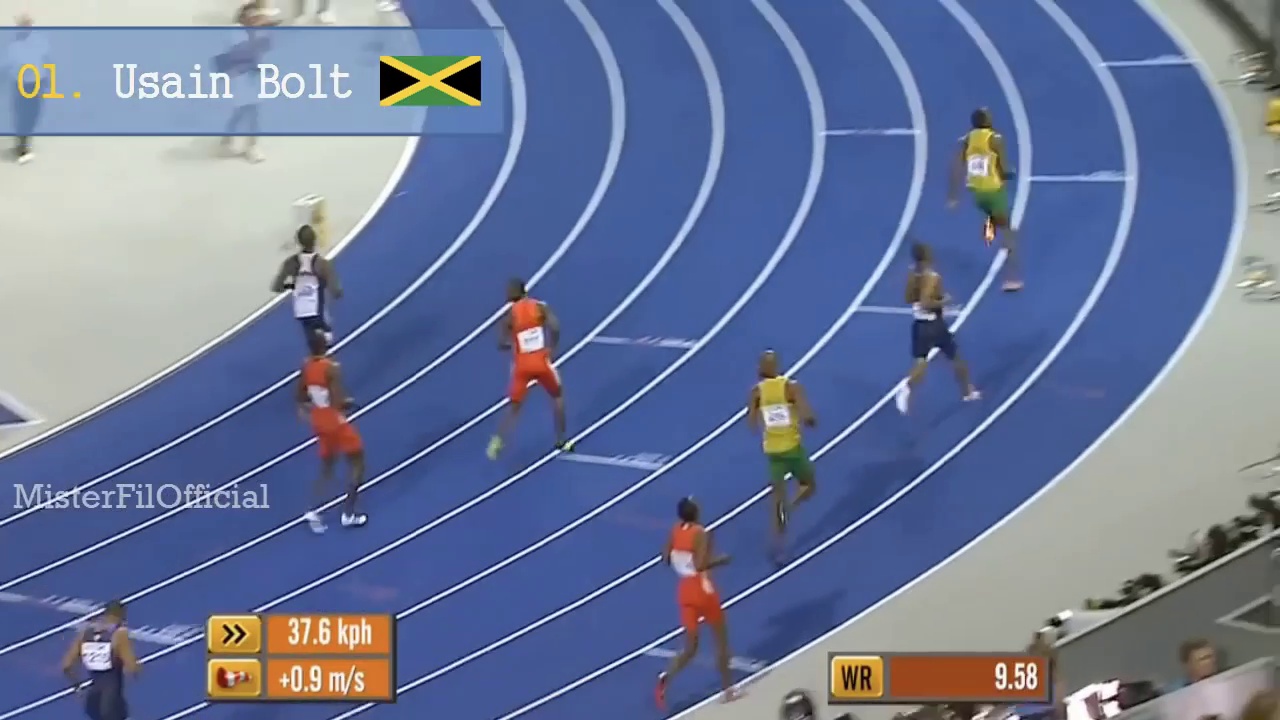 01. Usain Bolt
MisterFilOfficial
37.6 kph
+0.9 m/s
WR 9.58